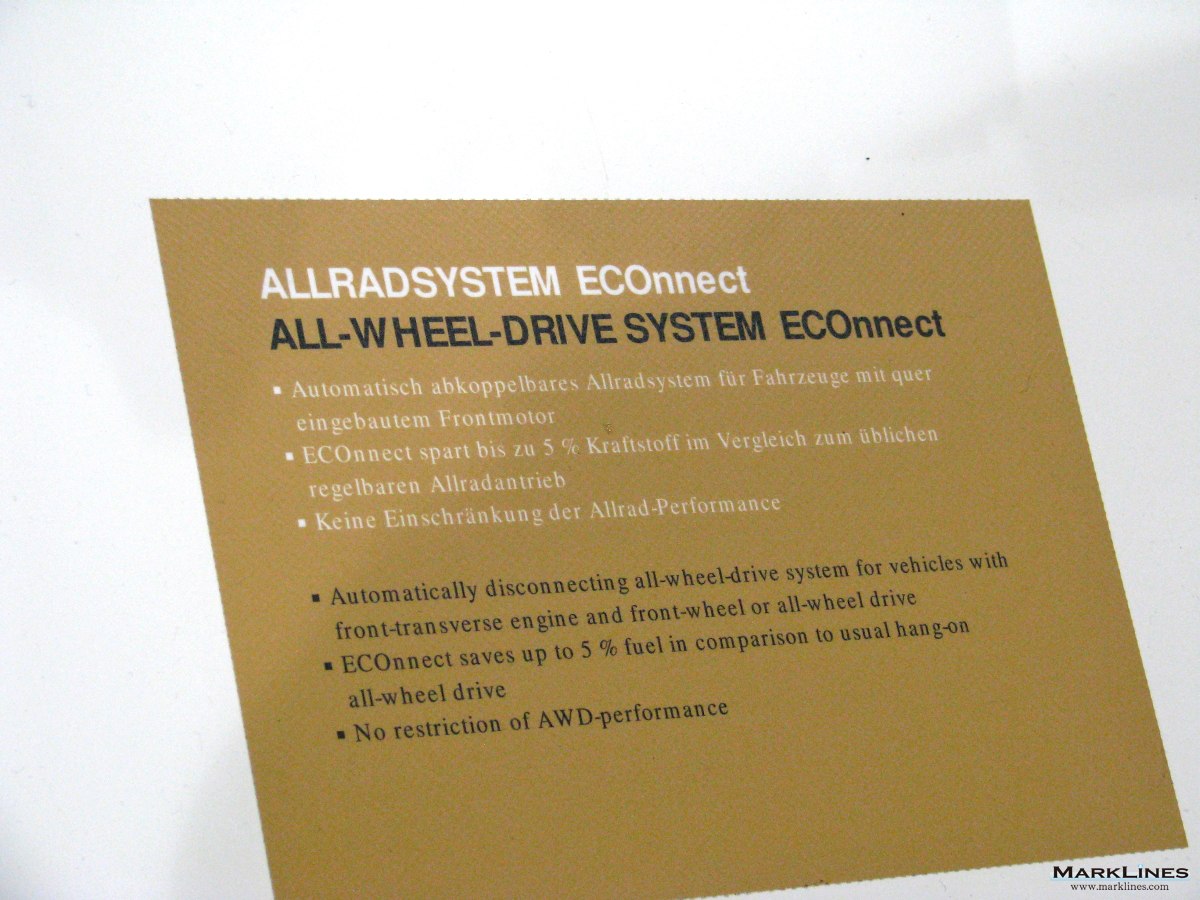 ALLRADSYSTEM ECOnnect
ALL-WHEEL-DRIVE SYSTEM ECOnnect
▪ Automatisch abkoppelbares Allradsystem für Fahrzeuge mit quer
eingebautem Frontmotor
▪ ECOnnect spart bis zu 5 % Kraftstoff im Vergleich zum üblichen
regelbaren Allradantrieb
▪ Keine Einschränkung der Allrad-Performance
▪ Automatically disconnecting all-wheel-drive system for vehicles with
front-transverse engine and front-wheel or all-wheel drive
▪ ECOnnect saves up to 5 % fuel in comparison to usual hang-on
all-wheel drive
▪ No restriction of AWD-performance
MARKLINES
www.marklines.com